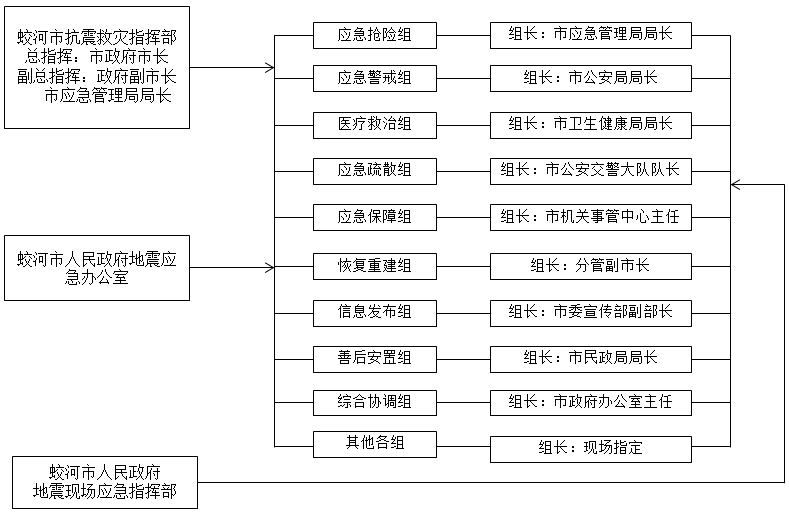 蛟河市抗震救灾指挥部
总指挥：市政府市长
副总指挥：政府副市长
市应急管理局局长
蛟河市人民政府地震应
急办公室
蛟河市人民政府
地震现场应急指挥部
应急抢险组
组长：市应急管理局局长
应急警戒组
组长：市公安局局长
医疗救治组
组长：市卫生健康局局长
应急疏散组
组长：市公安交警大队队长
应急保障组
组长：市机关事管中心主任
恢复重建组
组长：分管副市长
信息发布组
组长：市委宣传部副部长
善后安置组
组长：市民政局局长
综合协调组
组长：市政府办公室主任
其他各组
组长：现场指定